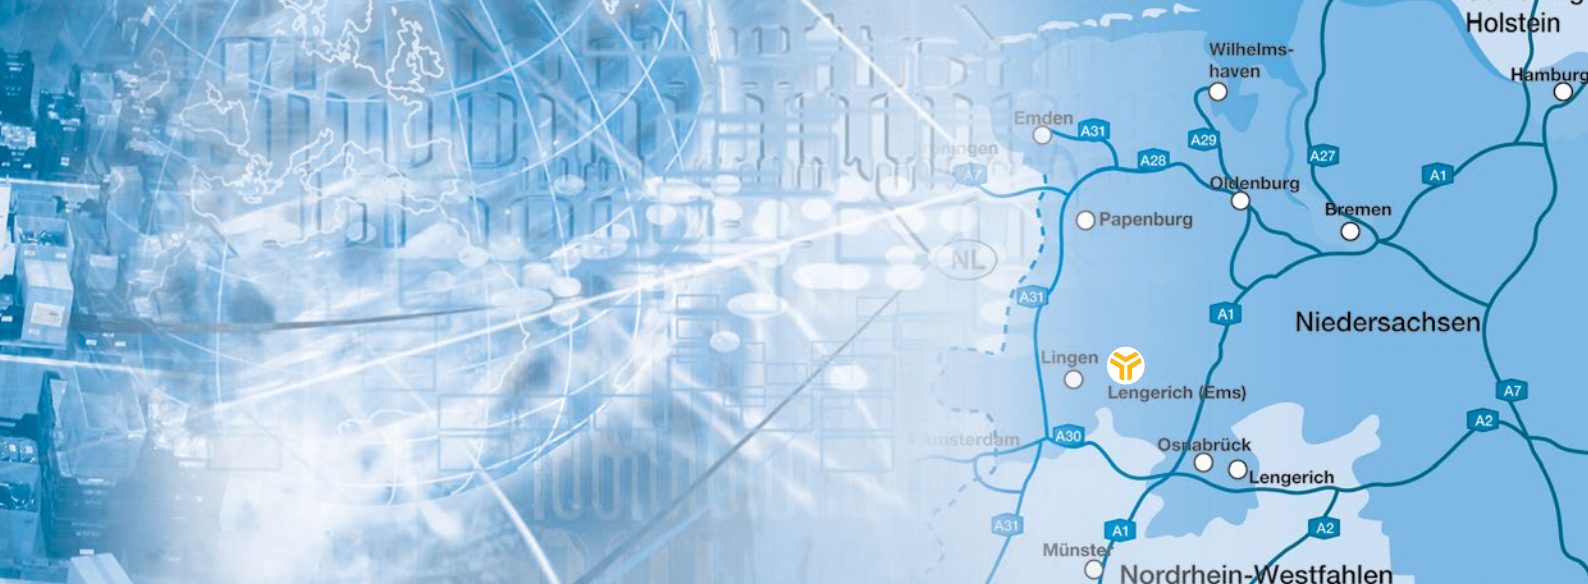 Holstein
Wilhelms-
haven
Hamburg
Emden
A31
A29
A7
A28
A27
A1
Oldenburg
Papenburg
Bremen
NL
A31
A1
Niedersachsen
Lingen
Lengerich (Ems)
A7
A2
Amsterdam
A30
Osnabrück
Lengerich
A31
A1
A2
Münster
Nordrhein-Westfahlen